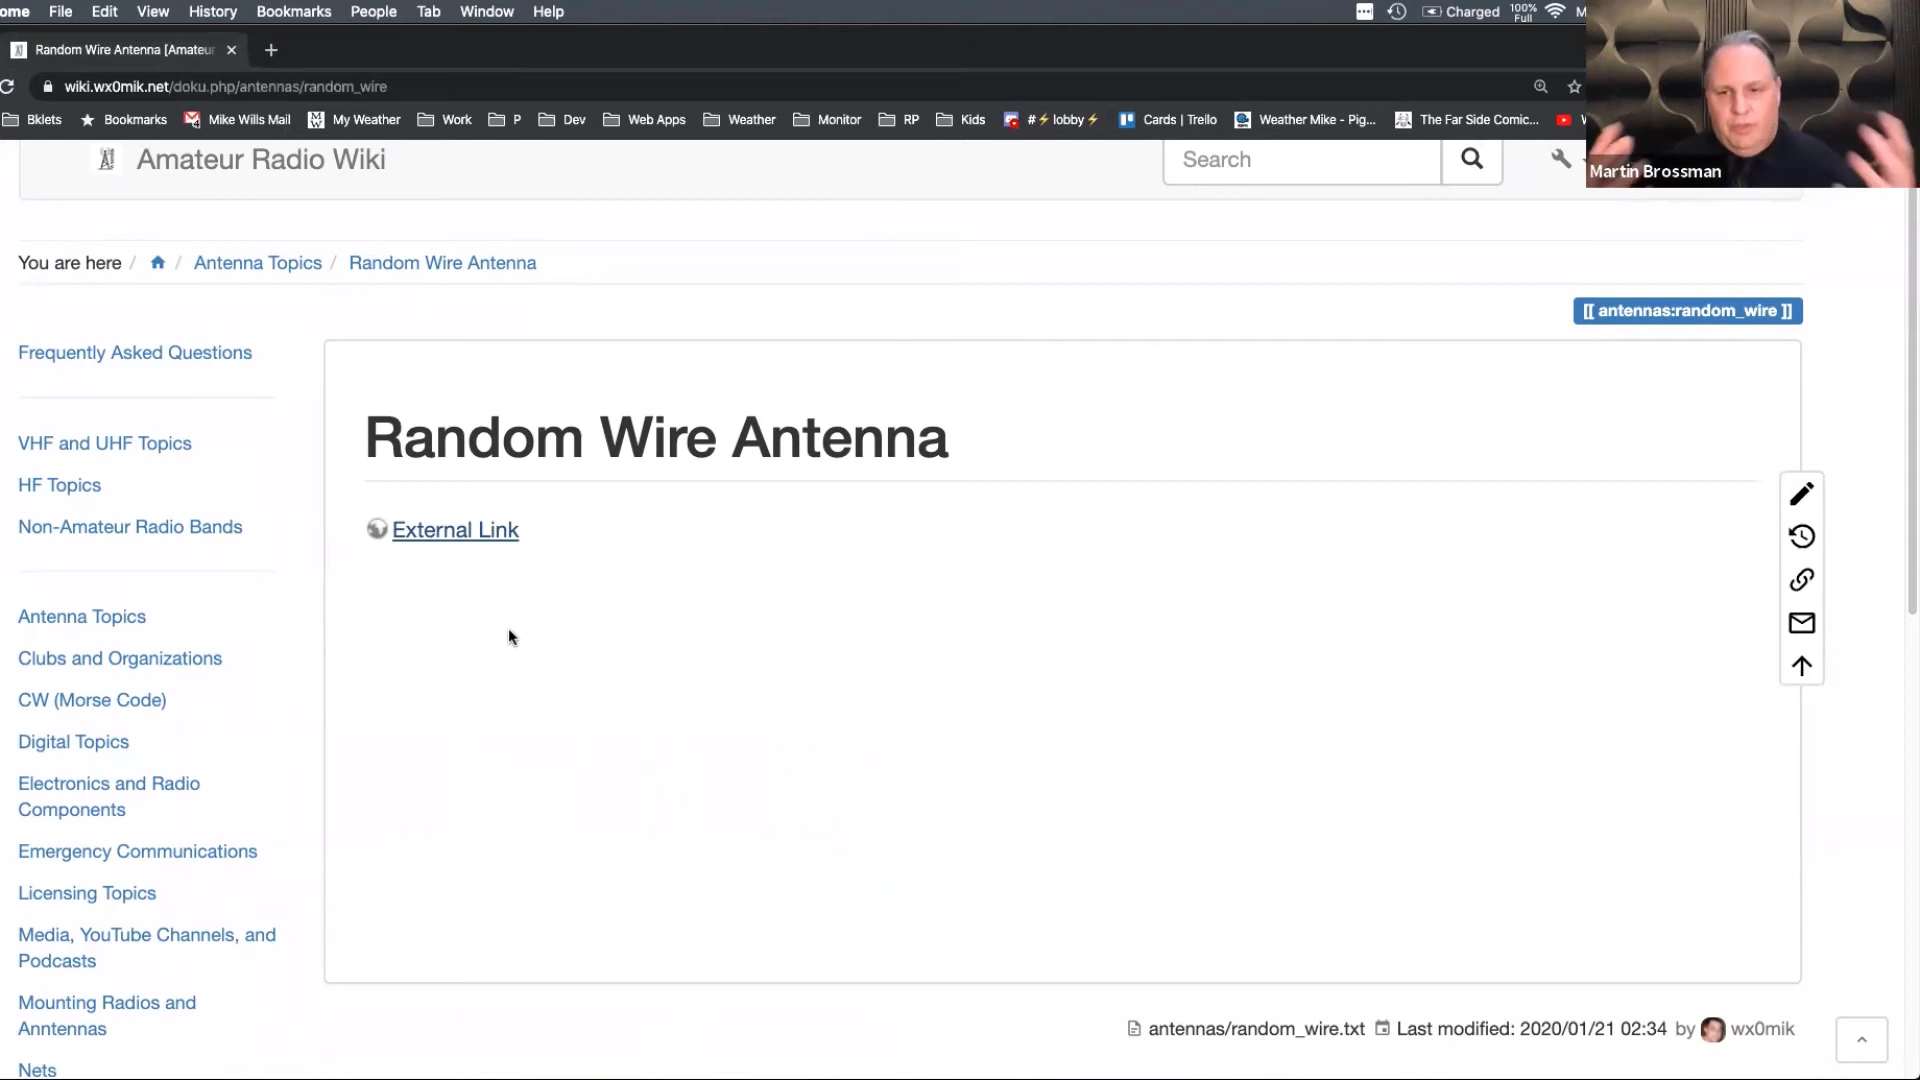 ome File Edit View History Bookmarks People Tab Window Help Charged 100% Full M
Random Wire Antenna [Amateur
wiki.wx0mik.net/doku.php/antennas/random_wire
Bklets Bookmarks Mike Wills Mail My Weather Work P Dev Web Apps Weather Monitor RP Kids #⚡lobby⚡ Cards | Trello Weather Mike - Pig... The Far Side Comic...
Martin Brossman
Amateur Radio Wiki Search
You are here / / Antenna Topics / Random Wire Antenna
[[ antennas:random_wire ]]
Frequently Asked Questions
VHF and UHF Topics
HF Topics
Non-Amateur Radio Bands
Antenna Topics
Clubs and Organizations
CW (Morse Code)
Digital Topics
Electronics and Radio
Components
Emergency Communications
Licensing Topics
Media, YouTube Channels, and
Podcasts
Mounting Radios and
Anntennas
Nets
Random Wire Antenna
External Link
antennas/random_wire.txt Last modified: 2020/01/21 02:34 by wx0mik